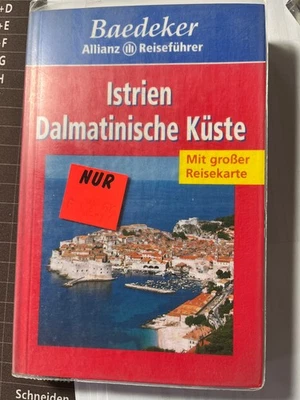 +D
+E
+F
G
H
Baedeker
Allianz Reiseführer
Istrien
Dalmatinische Küste
Mit großer
Reisekarte
NUR
Schneiden